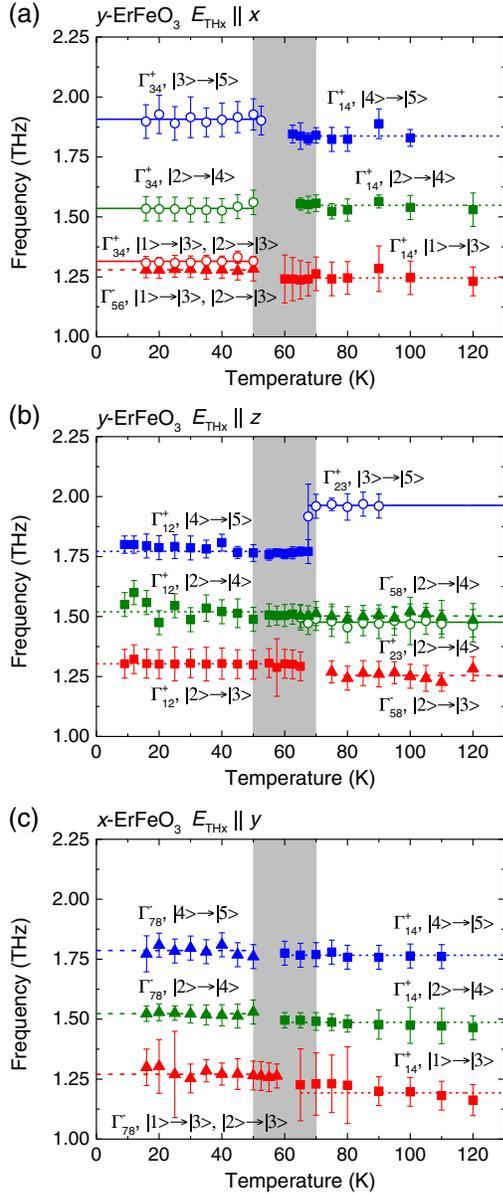 (a) y-ErFeO₃ E_THx || x
2.25
2.00
1.75
1.50
1.25
1.00
Frequency (THz)
Γ⁺₃₄, |3>→|5>
Γ⁺₁₄, |4>→|5>
Γ⁺₃₄, |2>→|4>
Γ⁺₁₄, |2>→|4>
Γ⁺₃₄, |1>→|3>, |2>→|3>
Γ⁺₁₄, |1>→|3>
Γ⁻₅₆, |1>→|3>, |2>→|3>
0 20 40 60 80 100 120
Temperature (K)
(b) y-ErFeO₃ E_THx || z
2.25
2.00
1.75
1.50
1.25
1.00
Frequency (THz)
Γ⁺₂₃, |3>→|5>
Γ⁺₁₂, |4>→|5>
Γ⁺₁₂, |2>→|4>
Γ⁻₅₈, |2>→|4>
Γ⁺₂₃, |2>→|4>
Γ⁺₁₂, |2>→|3>
Γ⁻₅₈, |2>→|3>
0 20 40 60 80 100 120
Temperature (K)
(c) x-ErFeO₃ E_THx || y
2.25
2.00
1.75
1.50
1.25
1.00
Frequency (THz)
Γ⁻₇₈, |4>→|5>
Γ⁺₁₄, |4>→|5>
Γ⁻₇₈, |2>→|4>
Γ⁺₁₄, |2>→|4>
Γ⁺₁₄, |1>→|3>
Γ⁻₇₈, |1>→|3>, |2>→|3>
0 20 40 60 80 100 120
Temperature (K)